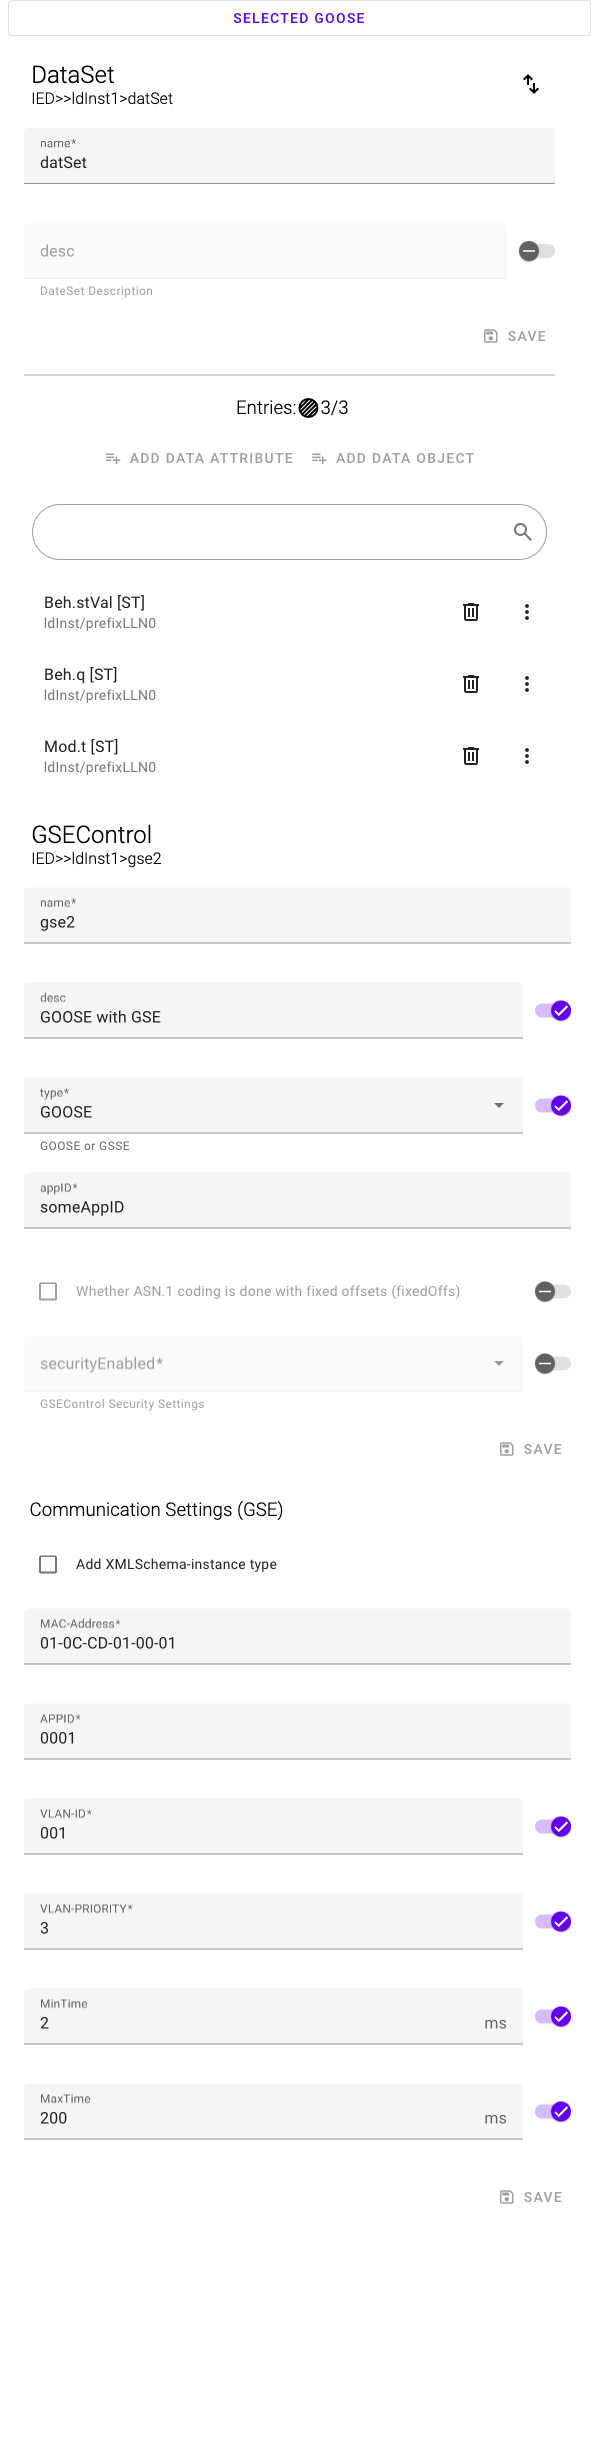 SELECTED GOOSE
DataSet
IED>>ldInst1>datSet
name*
datSet
desc
DateSet Description
SAVE
Entries: 3/3
ADD DATA ATTRIBUTE ADD DATA OBJECT
Beh.stVal [ST]
ldInst/prefixLLN0
Beh.q [ST]
ldInst/prefixLLN0
Mod.t [ST]
ldInst/prefixLLN0
GSEControl
IED>>ldInst1>gse2
name*
gse2
desc
GOOSE with GSE
type*
GOOSE
GOOSE or GSSE
appID*
someAppID
Whether ASN.1 coding is done with fixed offsets (fixedOffs)
securityEnabled*
GSEControl Security Settings
SAVE
Communication Settings (GSE)
Add XMLSchema-instance type
MAC-Address*
01-0C-CD-01-00-01
APPID*
0001
VLAN-ID*
001
VLAN-PRIORITY*
3
MinTime
2 ms
MaxTime
200 ms
SAVE